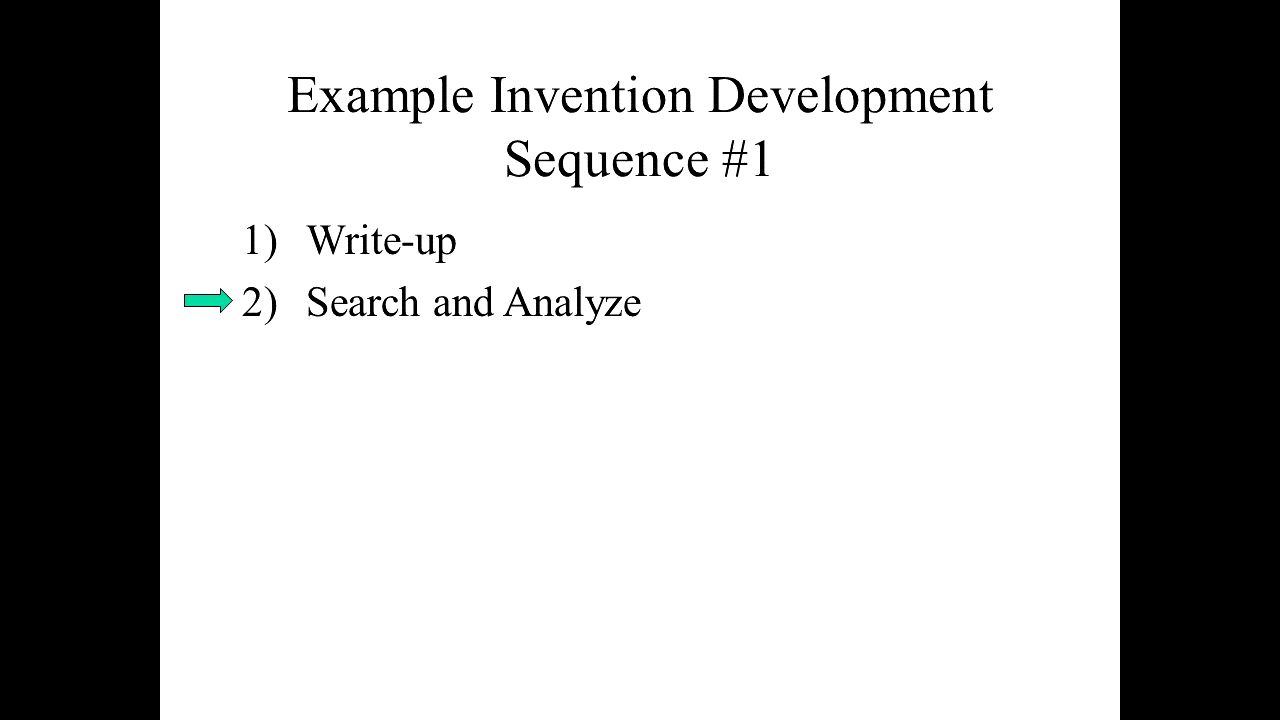 Example Invention Development
Sequence #1
1) Write-up
2) Search and Analyze